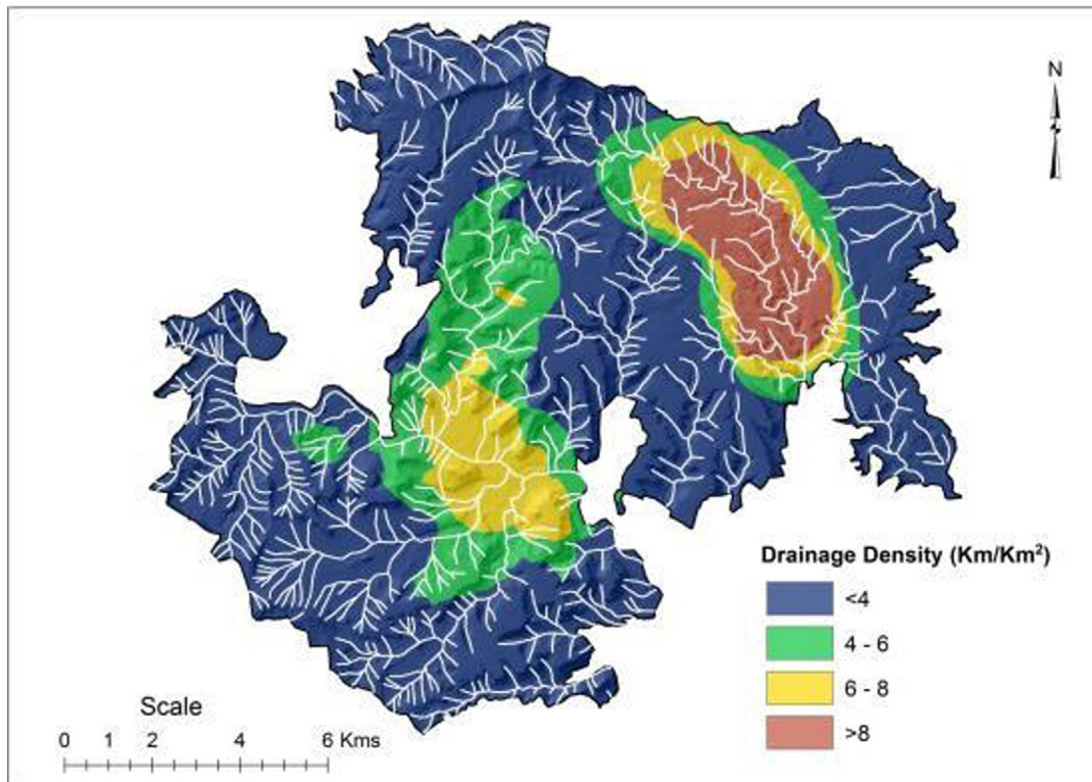 N
Drainage Density (Km/Km²)
<4
4 - 6
6 - 8
>8
Scale
0 1 2 4 6 Kms